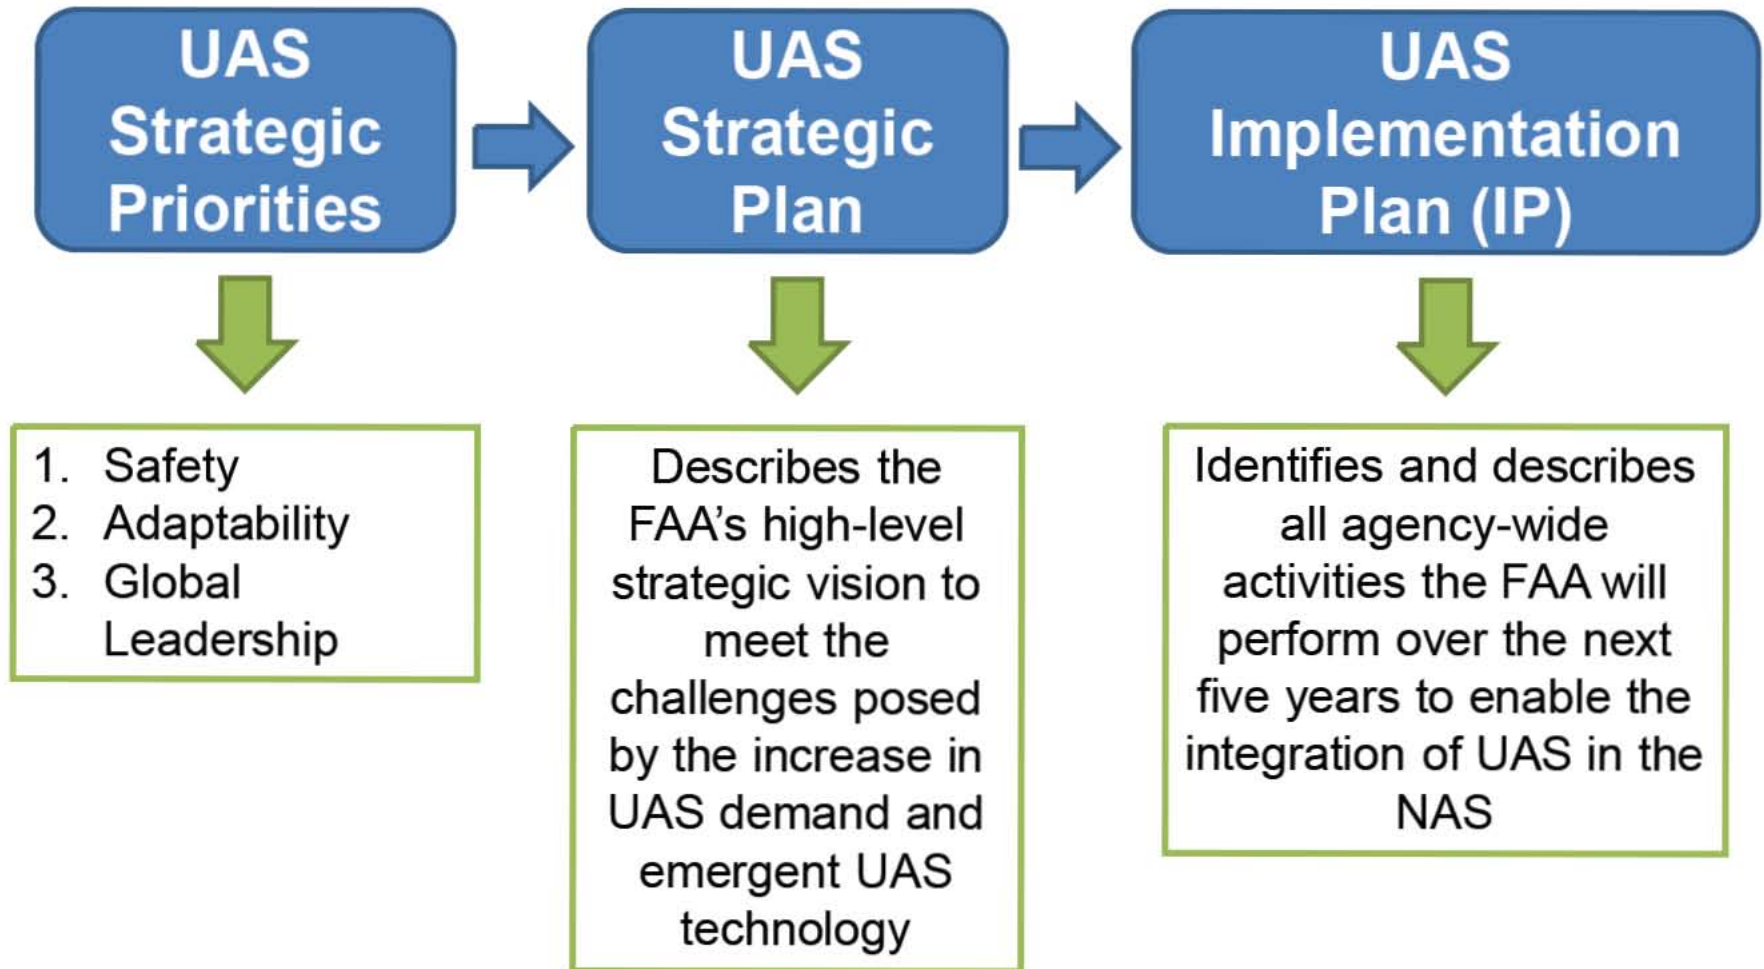 UAS
Strategic
Priorities
UAS
Strategic
Plan
UAS
Implementation
Plan (IP)
1. Safety
2. Adaptability
3. Global
Leadership
Describes the
FAA’s high-level
strategic vision to
meet the
challenges posed
by the increase in
UAS demand and
emergent UAS
technology
Identifies and describes
all agency-wide
activities the FAA will
perform over the next
five years to enable the
integration of UAS in the
NAS